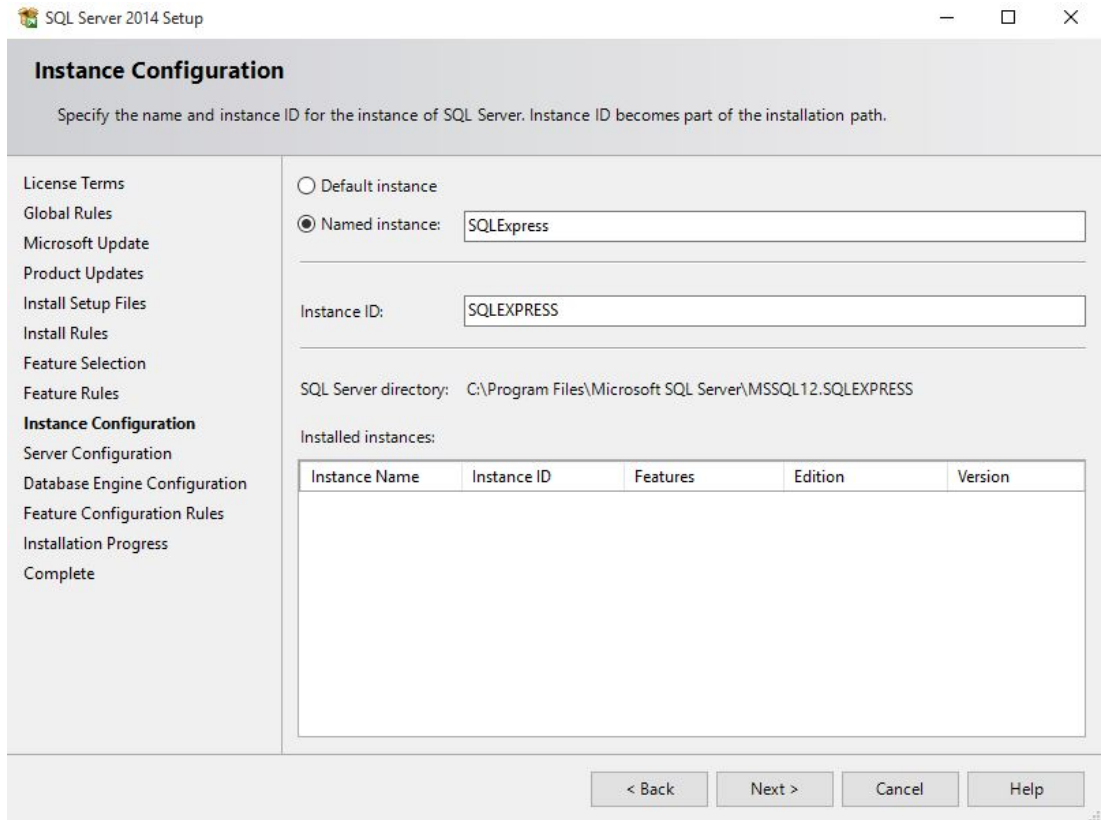 SQL Server 2014 Setup
Instance Configuration
Specify the name and instance ID for the instance of SQL Server. Instance ID becomes part of the installation path.
License Terms
Global Rules
Microsoft Update
Product Updates
Install Setup Files
Install Rules
Feature Selection
Feature Rules
Instance Configuration
Server Configuration
Database Engine Configuration
Feature Configuration Rules
Installation Progress
Complete
Default instance
Named instance: SQLExpress
Instance ID: SQLEXPRESS
SQL Server directory: C:\Program Files\Microsoft SQL Server\MSSQL12.SQLEXPRESS
Installed instances:
Instance Name Instance ID Features Edition Version
< Back Next > Cancel Help